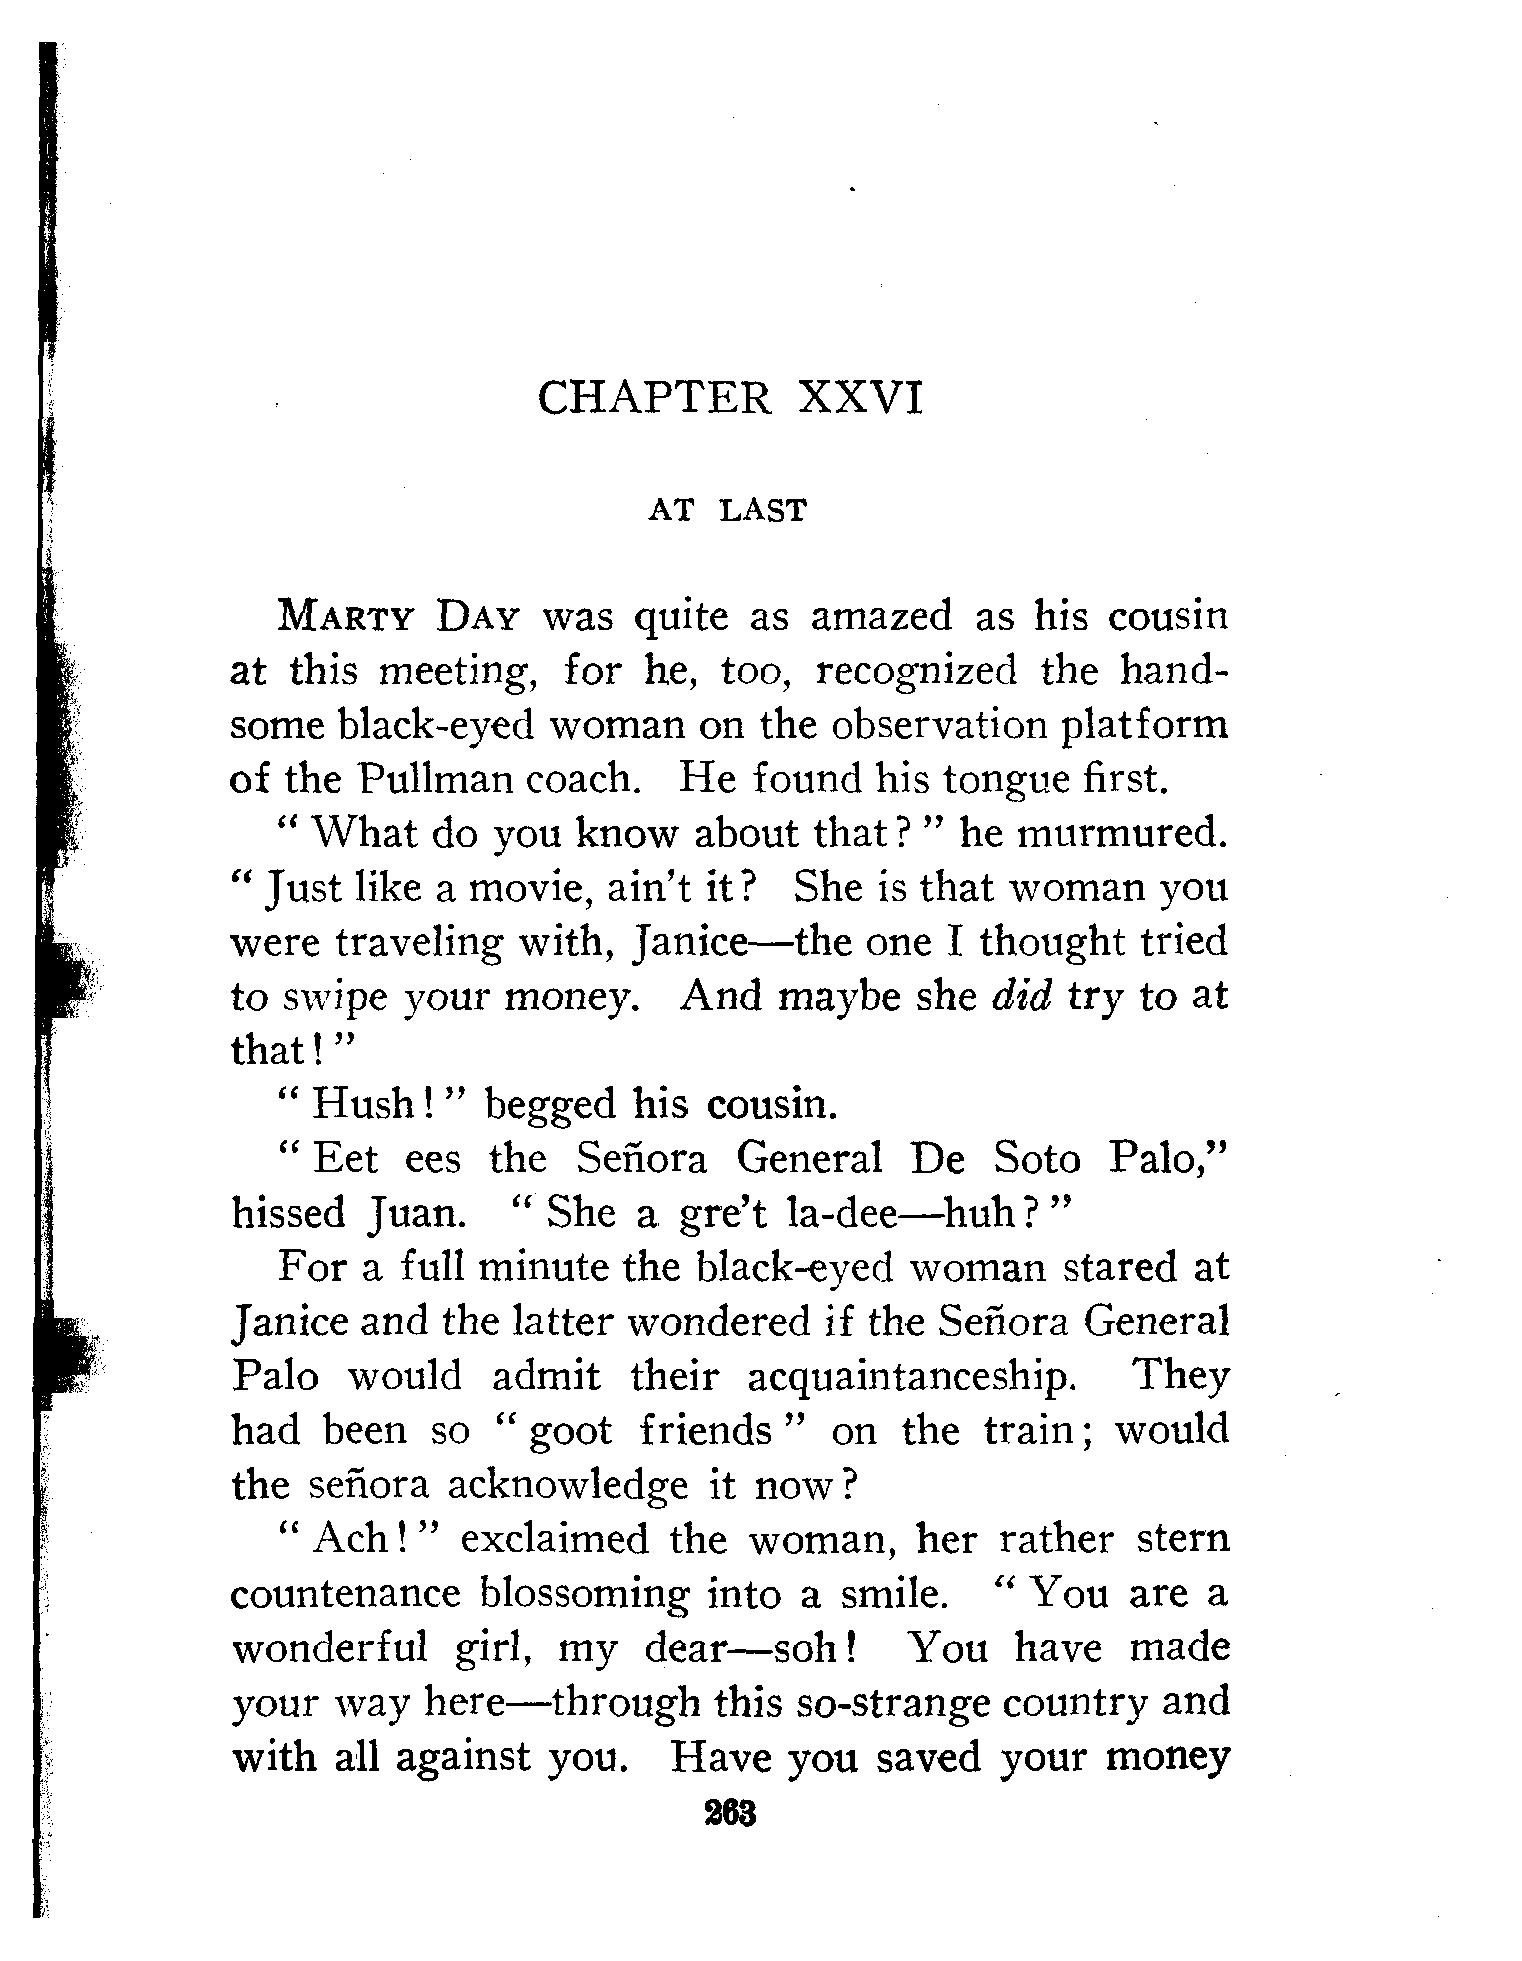 CHAPTER XXVI
AT LAST
MARTY DAY was quite as amazed as his cousin
at this meeting, for he, too, recognized the hand-
some black-eyed woman on the observation platform
of the Pullman coach. He found his tongue first.
“ What do you know about that? ” he murmured.
“ Just like a movie, ain’t it? She is that woman you
were traveling with, Janice—the one I thought tried
to swipe your money. And maybe she did try to at
that! ”
“ Hush! ” begged his cousin.
“ Eet ees the Señora General De Soto Palo,”
hissed Juan. “ She a gre’t la-dee—huh? ”
For a full minute the black-eyed woman stared at
Janice and the latter wondered if the Señora General
Palo would admit their acquaintanceship. They
had been so “ goot friends ” on the train; would
the señora acknowledge it now?
“ Ach! ” exclaimed the woman, her rather stern
countenance blossoming into a smile. “ You are a
wonderful girl, my dear—soh! You have made
your way here—through this so-strange country and
with all against you. Have you saved your money
263